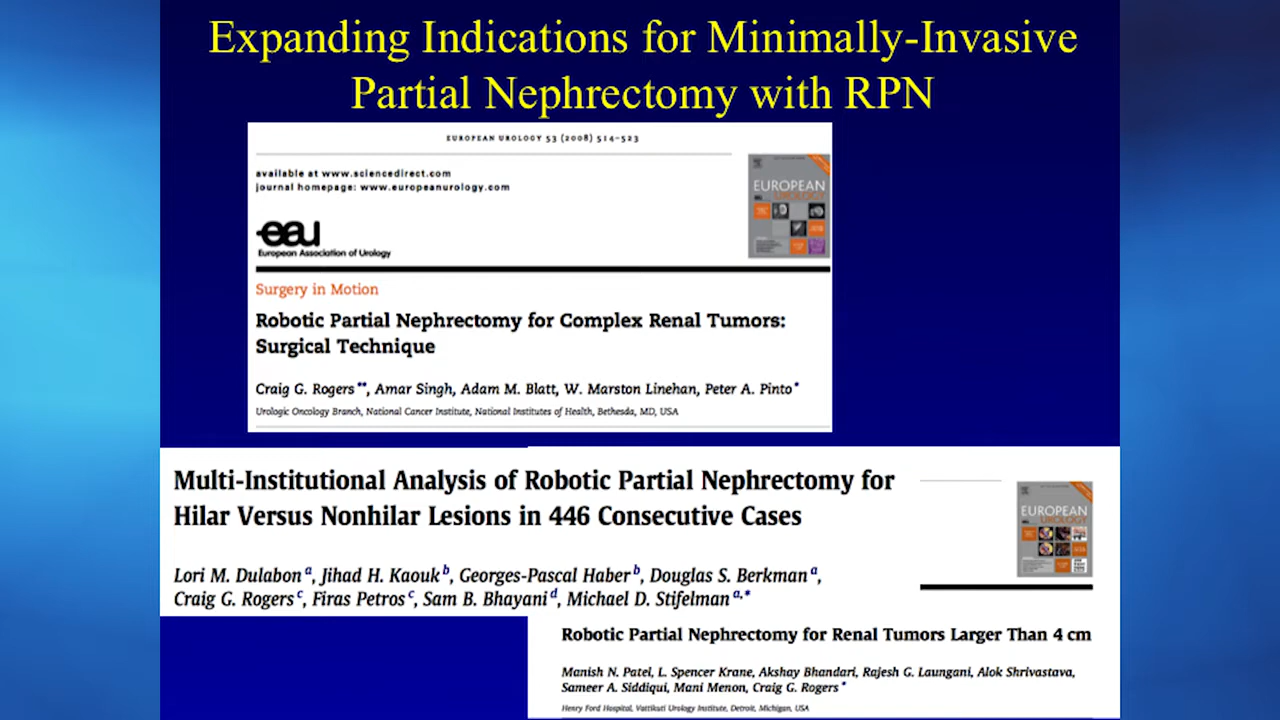 Expanding Indications for Minimally-Invasive
Partial Nephrectomy with RPN
EUROPEAN UROLOGY 53 (2008) 514–523
available at www.sciencedirect.com
journal homepage: www.europeanurology.com
EUROPEAN
UROLOGY
eau
European Association of Urology
Surgery in Motion
Robotic Partial Nephrectomy for Complex Renal Tumors:
Surgical Technique
Craig G. Rogers **, Amar Singh, Adam M. Blatt, W. Marston Linehan, Peter A. Pinto *
Urologic Oncology Branch, National Cancer Institute, National Institutes of Health, Bethesda, MD, USA
Multi-Institutional Analysis of Robotic Partial Nephrectomy for
Hilar Versus Nonhilar Lesions in 446 Consecutive Cases
EUROPEAN
UROLOGY
Lori M. Dulabon a, Jihad H. Kaouk b, Georges-Pascal Haber b, Douglas S. Berkman a,
Craig G. Rogers c, Firas Petros c, Sam B. Bhayani d, Michael D. Stifelman a,*
Robotic Partial Nephrectomy for Renal Tumors Larger Than 4 cm
Manish N. Patel, L. Spencer Krane, Akshay Bhandari, Rajesh G. Laungani, Alok Shrivastava,
Sameer A. Siddiqui, Mani Menon, Craig G. Rogers *
Henry Ford Hospital, Vattikuti Urology Institute, Detroit, Michigan, USA